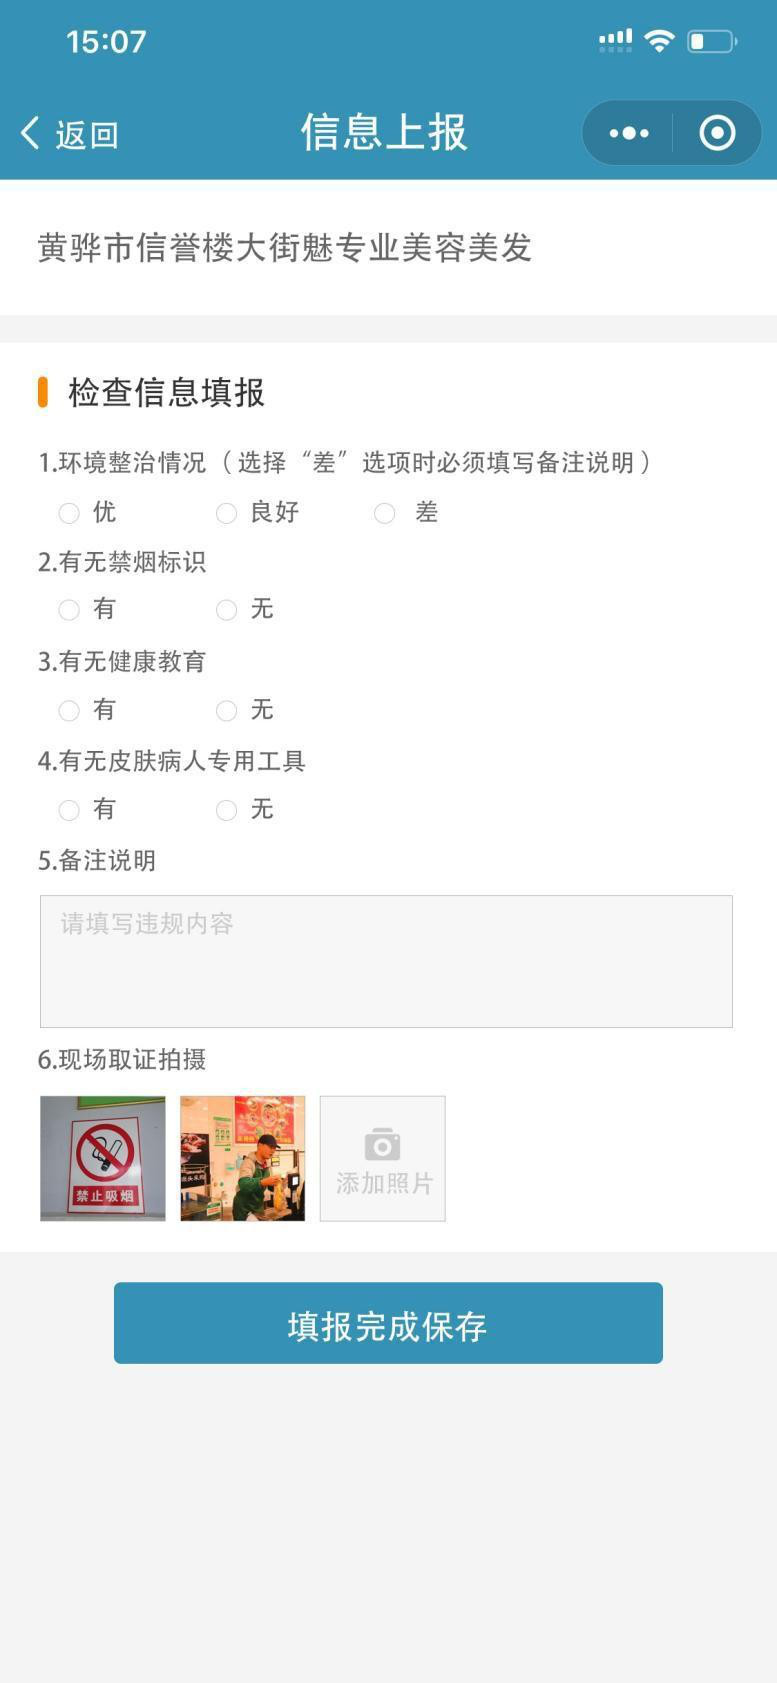 15:07
返回
信息上报
黄骅市信誉楼大街魅专业美容美发
检查信息填报
1.环境整治情况（选择“差”选项时必须填写备注说明）
优 良好 差
2.有无禁烟标识
有 无
3.有无健康教育
有 无
4.有无皮肤病人专用工具
有 无
5.备注说明
请填写违规内容
6.现场取证拍摄
禁止吸烟
添加照片
填报完成保存